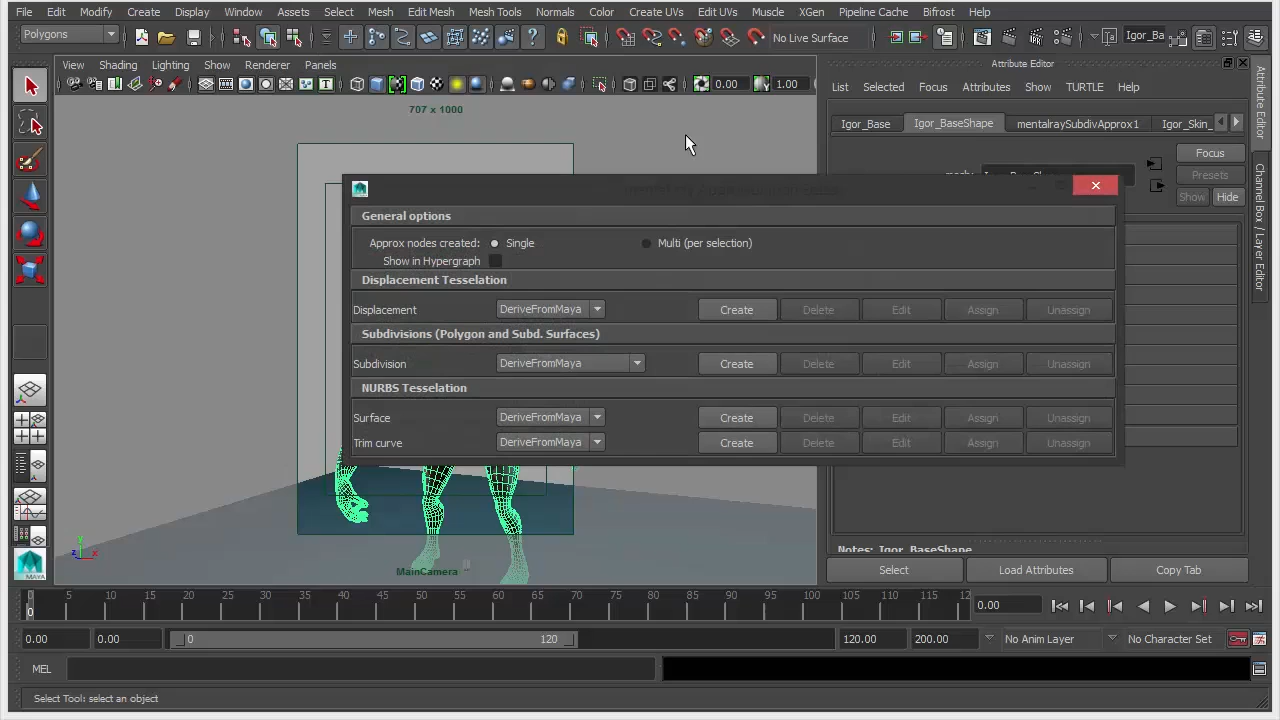 File Edit Modify Create Display Window Assets Select Mesh Edit Mesh Mesh Tools Normals Color Create UVs Edit UVs Muscle XGen Pipeline Cache Bifrost Help
Polygons No Live Surface Igor_Ba
View Shading Lighting Show Renderer Panels
0.00 1.00
707 x 1000
Attribute Editor
List Selected Focus Attributes Show TURTLE Help
Igor_Base Igor_BaseShape mentalraySubdivApprox1 Igor_Skin_
Focus
Presets
Show Hide
Attribute Editor
Channel Box / Layer Editor
General options
Approx nodes created: Single Multi (per selection)
Show in Hypergraph
Displacement Tesselation
Displacement DeriveFromMaya Create Delete Edit Assign Unassign
Subdivisions (Polygon and Subd. Surfaces)
Subdivision DeriveFromMaya Create Delete Edit Assign Unassign
NURBS Tesselation
Surface DeriveFromMaya Create Delete Edit Assign Unassign
Trim curve DeriveFromMaya Create Delete Edit Assign Unassign
Notes: Igor_BaseShape
Select Load Attributes Copy Tab
y
z x
MainCamera
MAYA
0 5 10 15 20 25 30 35 40 45 50 55 60 65 70 75 80 85 90 95 100 105 110 115 12
0 0.00
0.00 0.00 0 120 120.00 200.00 No Anim Layer No Character Set
MEL
Select Tool: select an object